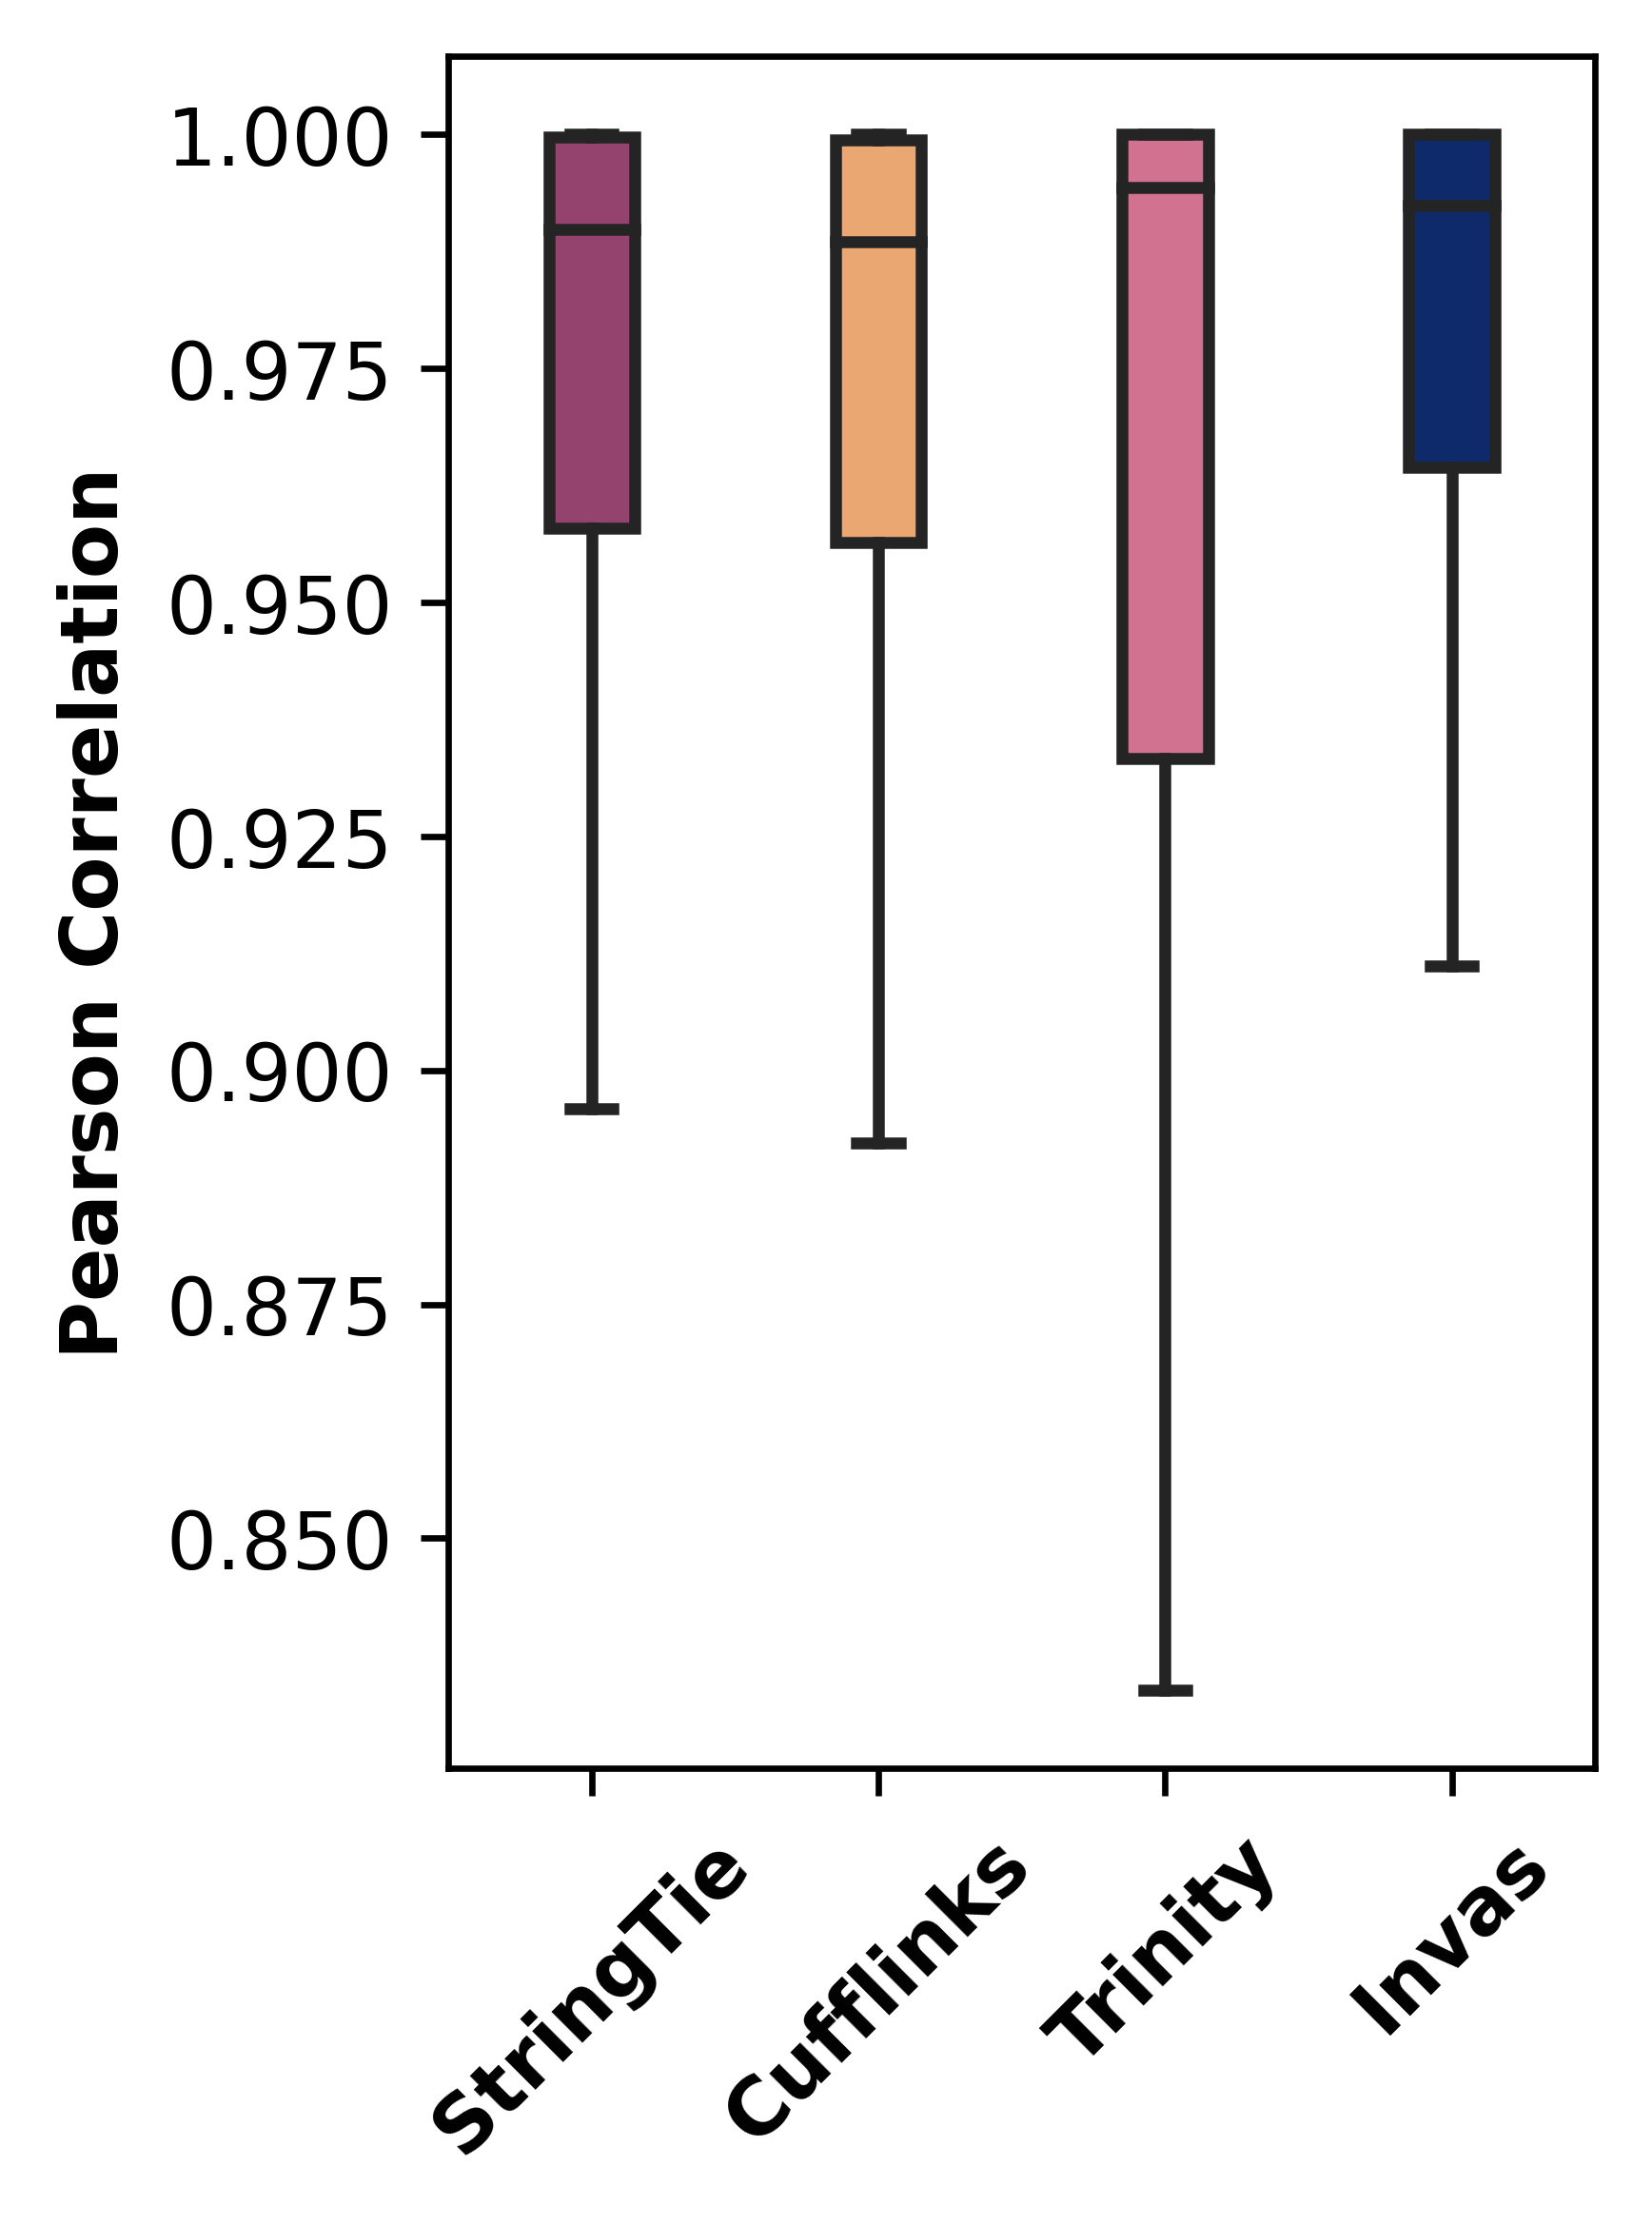 Pearson Correlation
1.000
0.975
0.950
0.925
0.900
0.875
0.850
StringTie
Cufflinks
Trinity
Invas